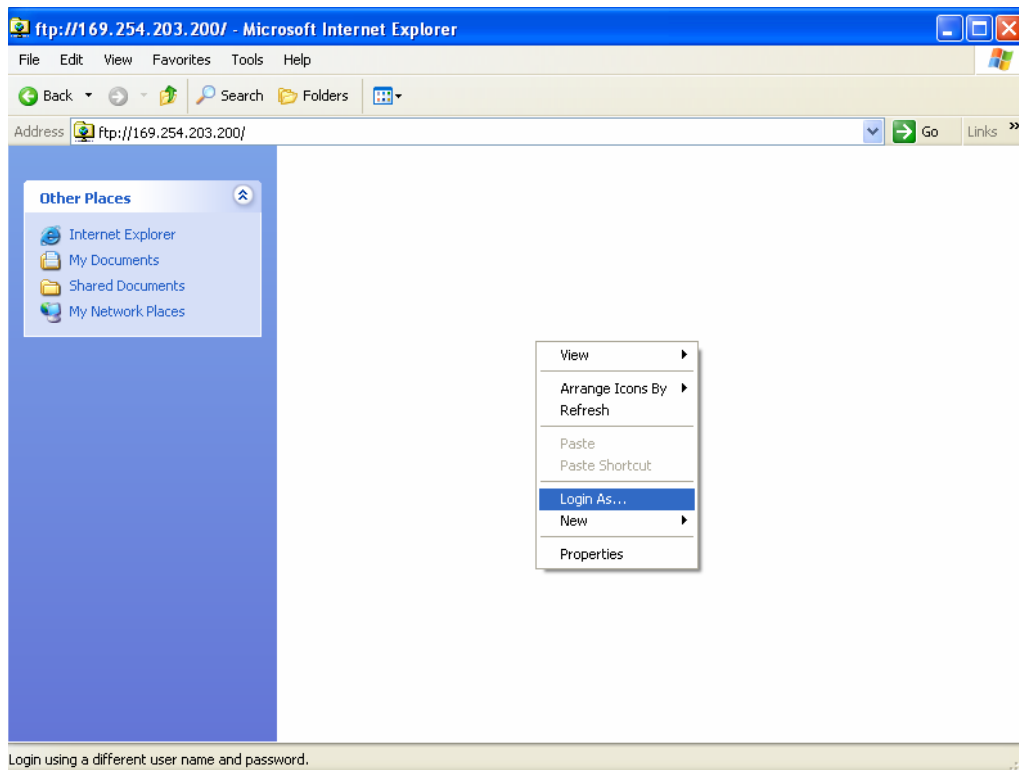 ftp://169.254.203.200/ - Microsoft Internet Explorer
File Edit View Favorites Tools Help
Back Search Folders
Address ftp://169.254.203.200/ Go Links »
Other Places
Internet Explorer
My Documents
Shared Documents
My Network Places
View
Arrange Icons By
Refresh
Paste
Paste Shortcut
Login As...
New
Properties
Login using a different user name and password.